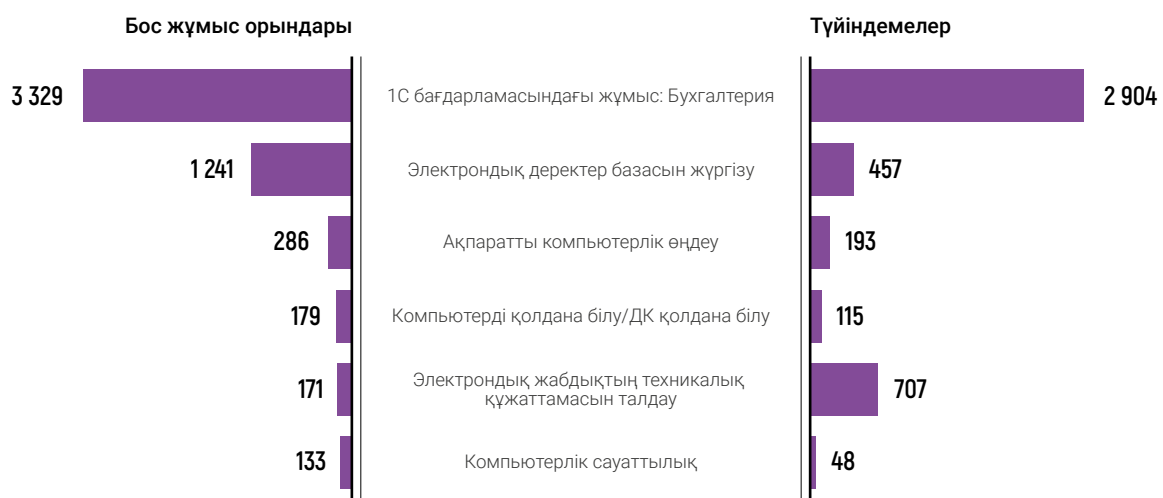 Бос жұмыс орындары
Түйіндемелер
3 329
1С бағдарламасындағы жұмыс: Бухгалтерия
2 904
1 241
Электрондық деректер базасын жүргізу
457
286
Ақпаратты компьютерлік өңдеу
193
179
Компьютерді қолдана білу/ДК қолдана білу
115
171
Электрондық жабдықтың техникалық
құжаттамасын талдау
707
133
Компьютерлік сауаттылық
48